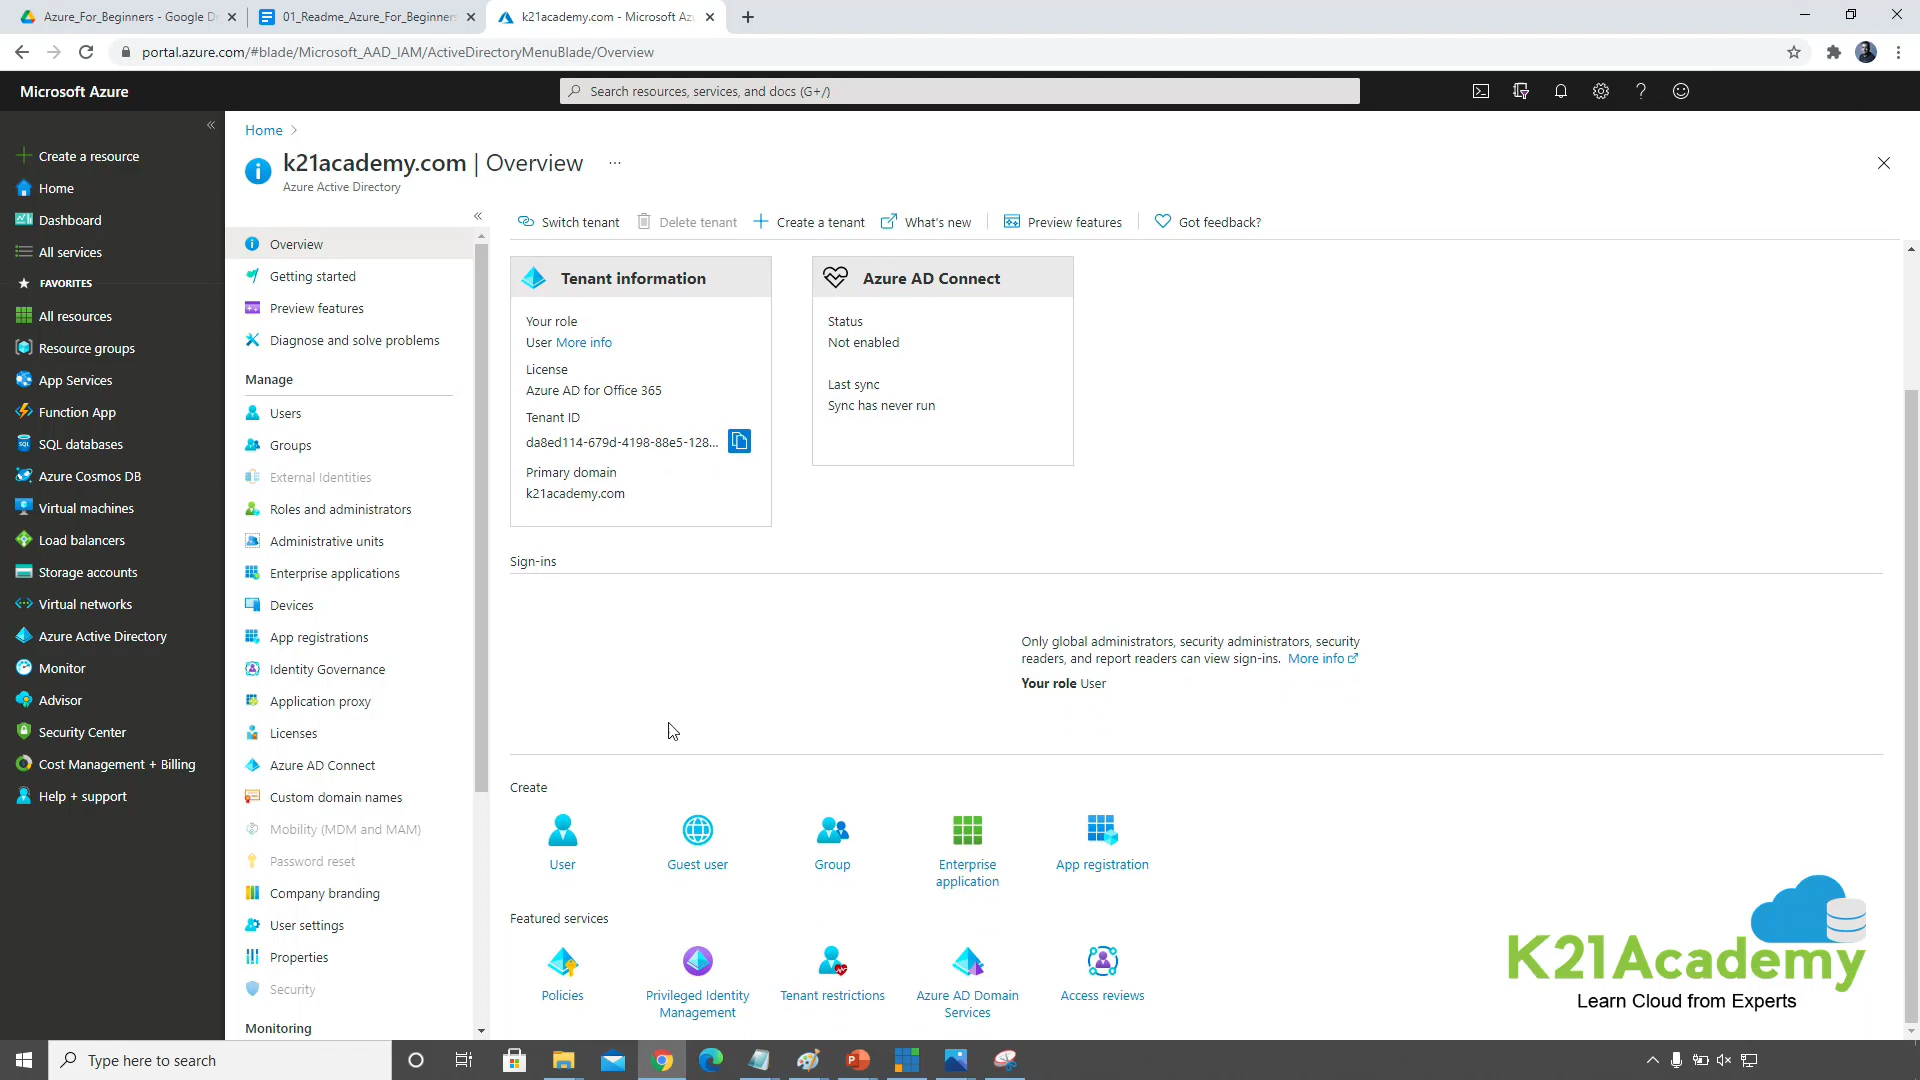 Azure_For_Beginners - Google Dr
01_Readme_Azure_For_Beginners
k21academy.com - Microsoft Azu
portal.azure.com/#blade/Microsoft_AAD_IAM/ActiveDirectoryMenuBlade/Overview
Microsoft Azure
Search resources, services, and docs (G+/)
Create a resource
Home
Dashboard
All services
FAVORITES
All resources
Resource groups
App Services
Function App
SQL databases
Azure Cosmos DB
Virtual machines
Load balancers
Storage accounts
Virtual networks
Azure Active Directory
Monitor
Advisor
Security Center
Cost Management + Billing
Help + support
Home
k21academy.com | Overview ...
Azure Active Directory
Overview
Getting started
Preview features
Diagnose and solve problems
Manage
Users
Groups
External Identities
Roles and administrators
Administrative units
Enterprise applications
Devices
App registrations
Identity Governance
Application proxy
Licenses
Azure AD Connect
Custom domain names
Mobility (MDM and MAM)
Password reset
Company branding
User settings
Properties
Security
Monitoring
Switch tenant
Delete tenant
Create a tenant
What's new
Preview features
Got feedback?
Tenant information
Your role
User More info
License
Azure AD for Office 365
Tenant ID
da8ed114-679d-4198-88e5-128...
Primary domain
k21academy.com
Azure AD Connect
Status
Not enabled
Last sync
Sync has never run
Sign-ins
Only global administrators, security administrators, security
readers, and report readers can view sign-ins. More info
Your role User
Create
User
Guest user
Group
Enterprise
application
App registration
Featured services
Policies
Privileged Identity
Management
Tenant restrictions
Azure AD Domain
Services
Access reviews
K21Academy
Learn Cloud from Experts
Type here to search